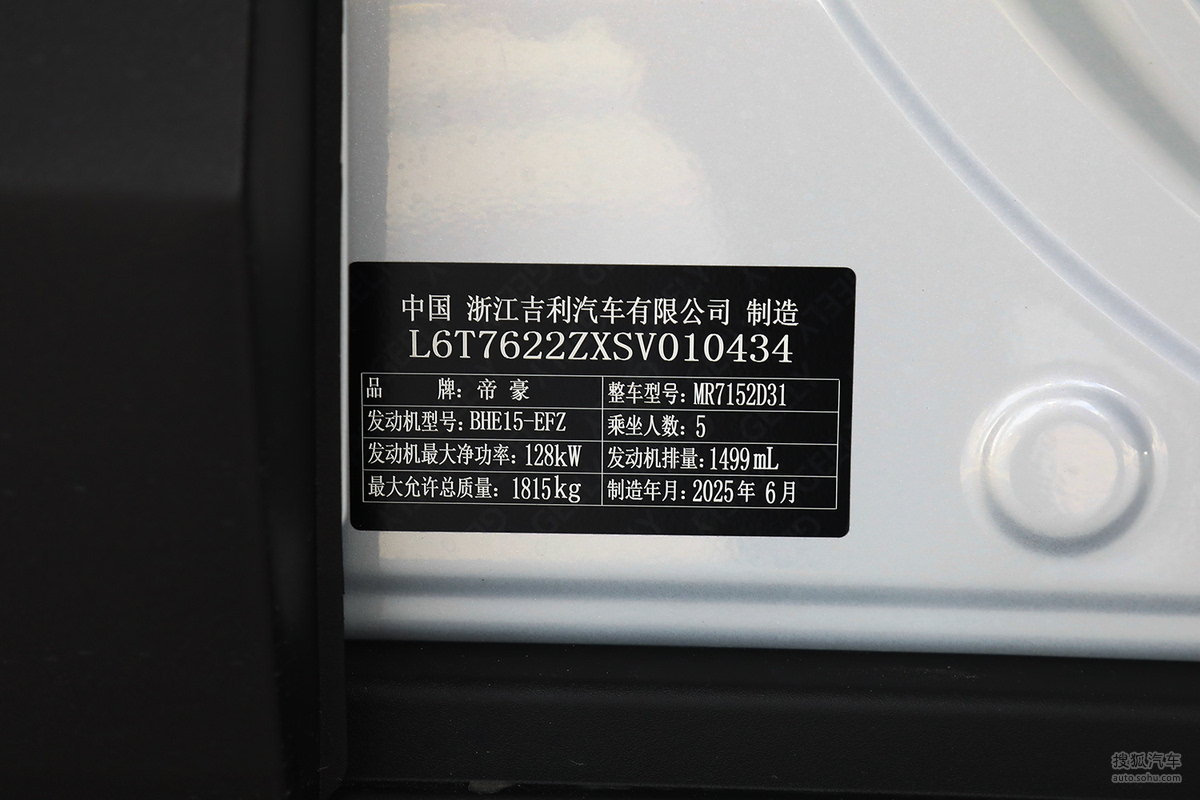 中国 浙江吉利汽车有限公司 制造
L6T7622ZXSV010434
品 牌: 帝豪 整车型号: MR7152D31
发动机型号: BHE15-EFZ 乘坐人数: 5
发动机最大净功率: 128kW 发动机排量: 1499mL
最大允许总质量: 1815kg 制造年月: 2025年 6月
搜狐汽车
auto.sohu.com